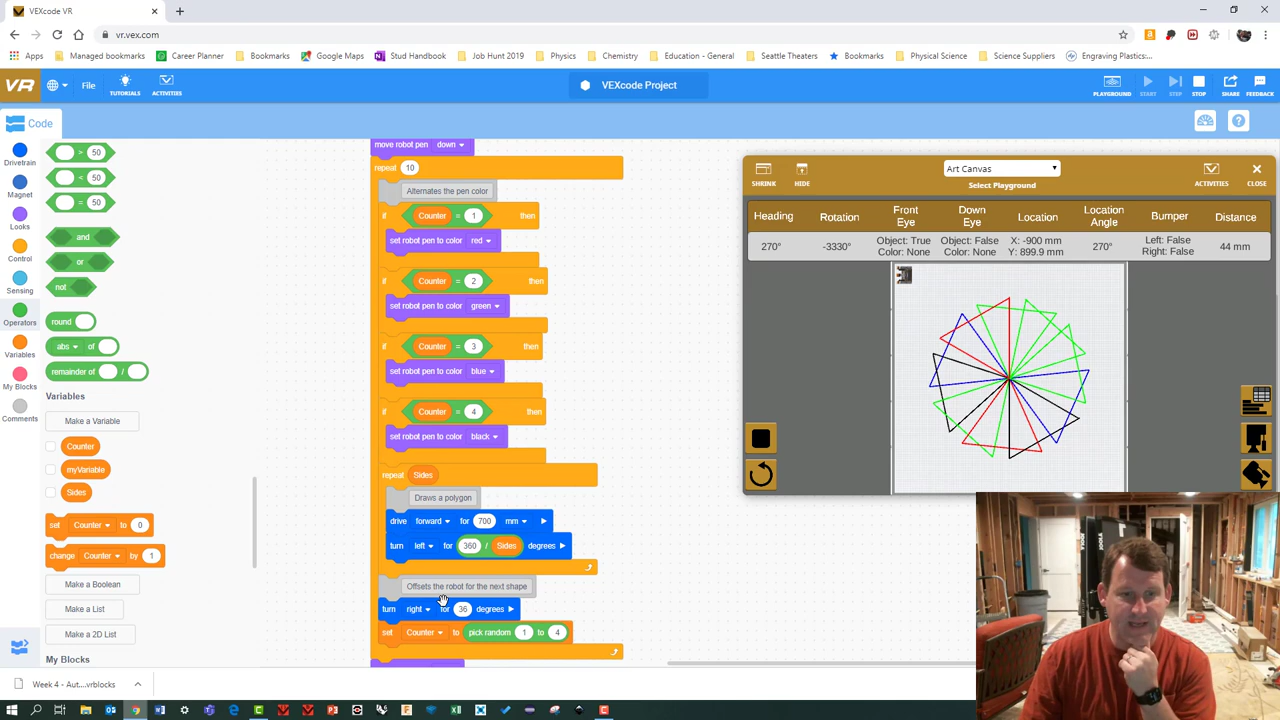 VEXcode VR
vr.vex.com
Apps
Managed bookmarks
Career Planner
Bookmarks
Google Maps
Stud Handbook
Job Hunt 2019
Physics
Chemistry
Education - General
Seattle Theaters
Bookmarks
Physical Science
Science Suppliers
Engraving Plastics:...
VR
File
TUTORIALS
ACTIVITIES
VEXcode Project
PLAYGROUND
START
STEP
STOP
SHARE
FEEDBACK
Code
Drivetrain
Magnet
Looks
Control
Sensing
Operators
Variables
My Blocks
Comments
> 50
< 50
= 50
and
or
not
round
abs of
remainder of /
Variables
Make a Variable
Counter
myVariable
Sides
set Counter to 0
change Counter by 1
Make a Boolean
Make a List
Make a 2D List
My Blocks
move robot pen down
repeat 10
Alternates the pen color
if Counter = 1 then
set robot pen to color red
if Counter = 2 then
set robot pen to color green
if Counter = 3 then
set robot pen to color blue
if Counter = 4 then
set robot pen to color black
repeat Sides
Draws a polygon
drive forward for 700 mm
turn left for 360 / Sides degrees
Offsets the robot for the next shape
turn right for 36 degrees
set Counter to pick random 1 to 4
SHRINK
HIDE
Art Canvas
Select Playground
ACTIVITIES
CLOSE
Heading
Rotation
Front Eye
Down Eye
Location
Location Angle
Bumper
Distance
270°
-3330°
Object: True
Color: None
Object: False
Color: None
X: -900 mm
Y: 899.9 mm
270°
Left: False
Right: False
44 mm
Week 4 - Aut....vrblocks